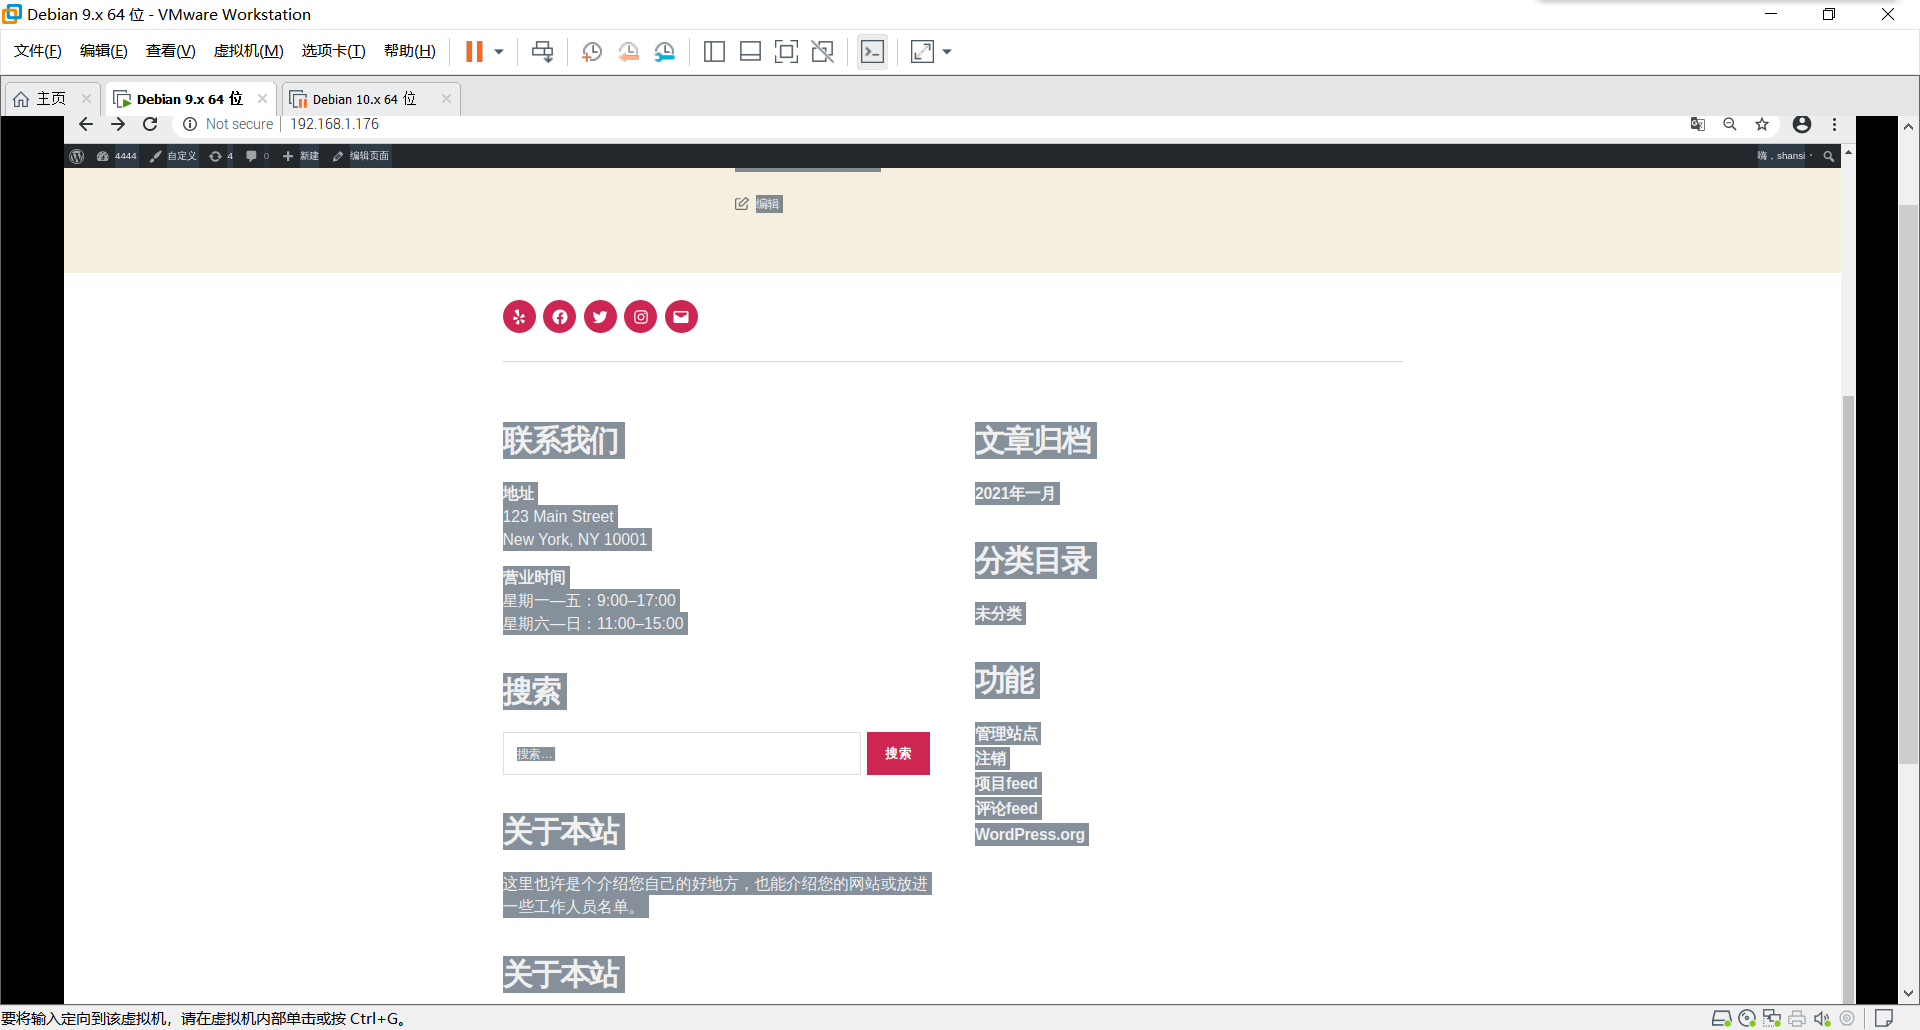 Debian 9.x 64 位 - VMware Workstation
文件(F) 编辑(E) 查看(V) 虚拟机(M) 选项卡(T) 帮助(H)
主页 Debian 9.x 64 位 Debian 10.x 64 位
Not secure 192.168.1.176
4444 自定义 4 0 新建 编辑页面 嗨，shansi
编辑
联系我们
地址
123 Main Street
New York, NY 10001
营业时间
星期一—五：9:00–17:00
星期六—日：11:00–15:00
搜索
搜索…
搜索
关于本站
这里也许是个介绍您自己的好地方，也能介绍您的网站或放进
一些工作人员名单。
关于本站
文章归档
2021年一月
分类目录
未分类
功能
管理站点
注销
项目feed
评论feed
WordPress.org
要将输入定向到该虚拟机，请在虚拟机内部单击或按 Ctrl+G。